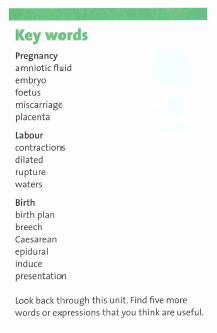 Key words
Pregnancy
amniotic fluid
embryo
foetus
miscarriage
placenta
Labour
contractions
dilated
rupture
waters
Birth
birth plan
breech
Caesarean
epidural
induce
presentation
Look back through this unit. Find five more
words or expressions that you think are useful.